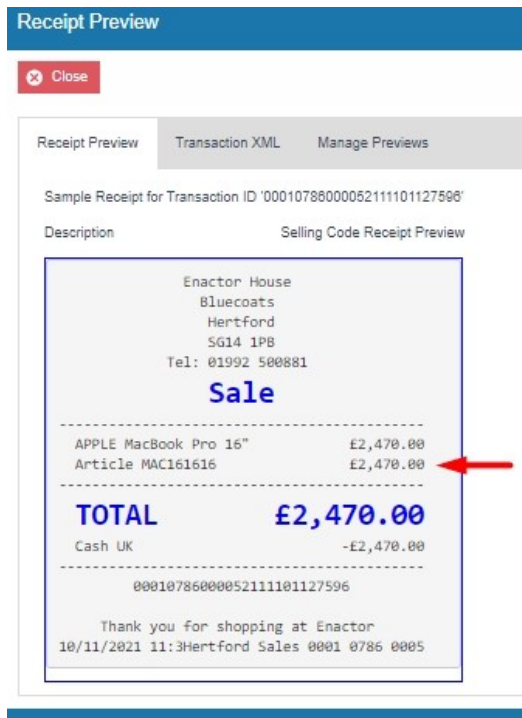 Receipt Preview
Close
Receipt Preview Transaction XML Manage Previews
Sample Receipt for Transaction ID '00010786000052111101127596'
Description Selling Code Receipt Preview
Enactor House
Bluecoats
Hertford
SG14 1PB
Tel: 01992 500881
Sale
APPLE MacBook Pro 16" £2,470.00
Article MAC161616 £2,470.00
TOTAL £2,470.00
Cash UK -£2,470.00
00010786000052111101127596
Thank you for shopping at Enactor
10/11/2021 11:3Hertford Sales 0001 0786 0005